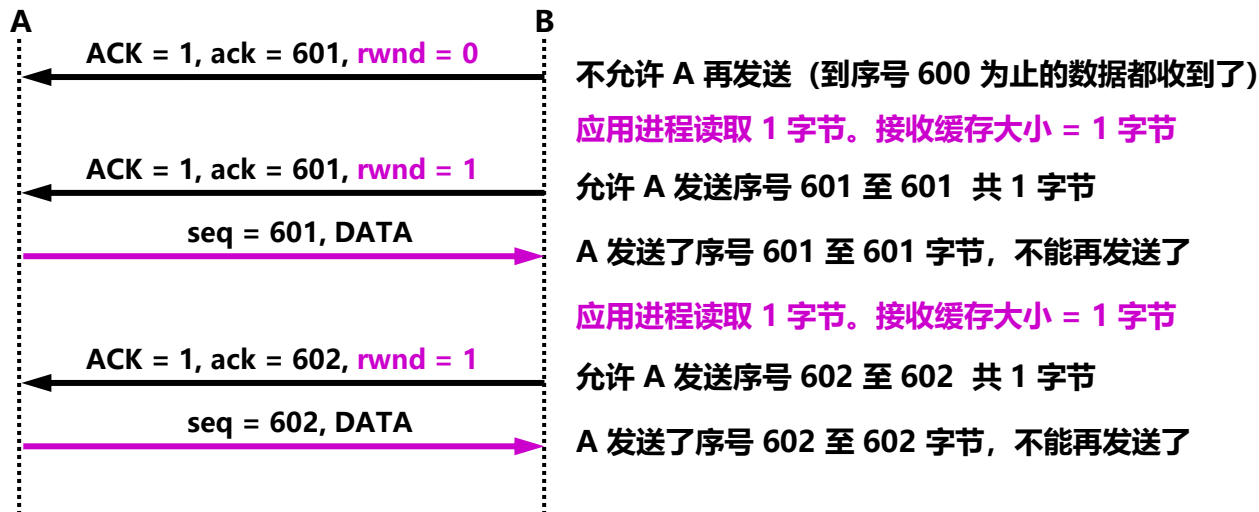 A
B
ACK = 1, ack = 601, rwnd = 0
不允许 A 再发送（到序号 600 为止的数据都收到了）
应用进程读取 1 字节。接收缓存大小 = 1 字节
ACK = 1, ack = 601, rwnd = 1
允许 A 发送序号 601 至 601 共 1 字节
seq = 601, DATA
A 发送了序号 601 至 601 字节，不能再发送了
应用进程读取 1 字节。接收缓存大小 = 1 字节
ACK = 1, ack = 602, rwnd = 1
允许 A 发送序号 602 至 602 共 1 字节
seq = 602, DATA
A 发送了序号 602 至 602 字节，不能再发送了